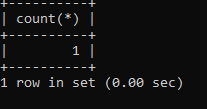 +----------+
| count(*) |
+----------+
|        1 |
+----------+
1 row in set (0.00 sec)